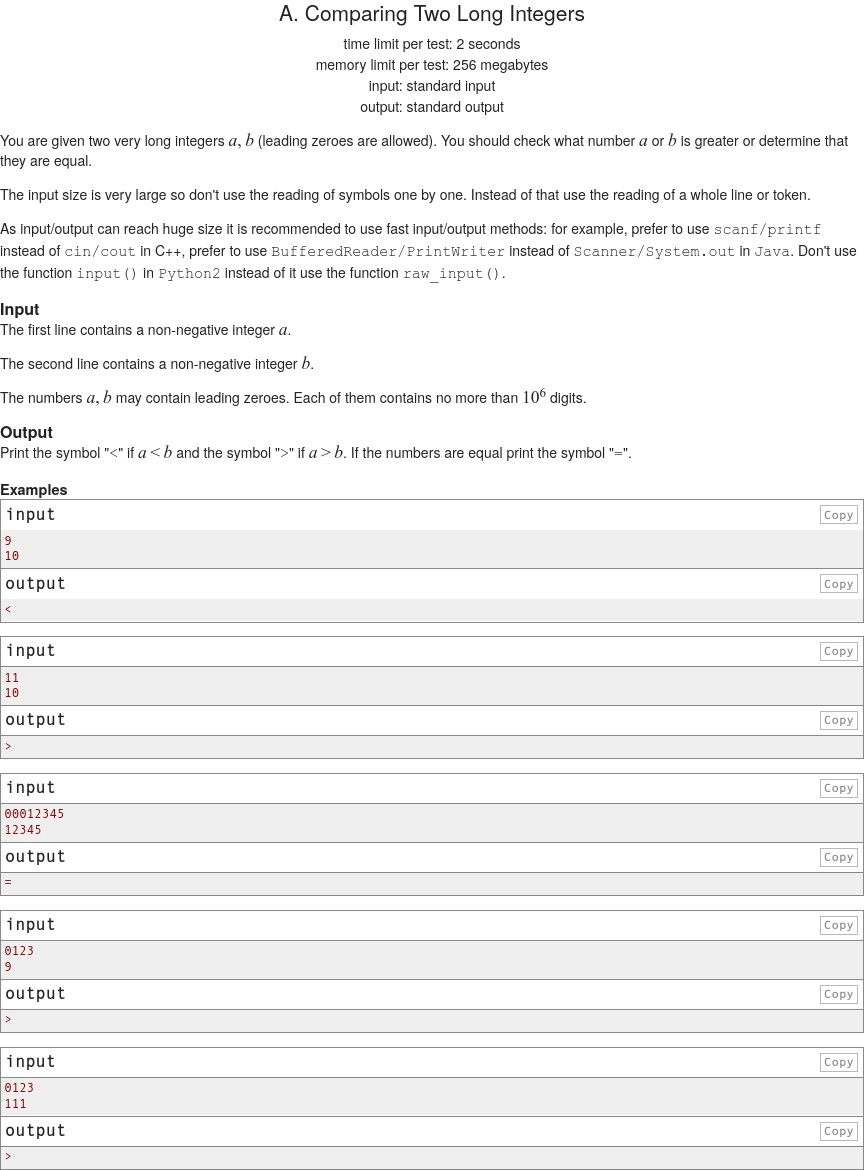 A. Comparing Two Long Integers
time limit per test: 2 seconds
memory limit per test: 256 megabytes
input: standard input
output: standard output
You are given two very long integers a, b (leading zeroes are allowed). You should check what number a or b is greater or determine that
they are equal.
The input size is very large so don't use the reading of symbols one by one. Instead of that use the reading of a whole line or token.
As input/output can reach huge size it is recommended to use fast input/output methods: for example, prefer to use scanf/printf
instead of cin/cout in C++, prefer to use BufferedReader/PrintWriter instead of Scanner/System.out in Java. Don't use
the function input() in Python2 instead of it use the function raw_input().
Input
The first line contains a non-negative integer a.
The second line contains a non-negative integer b.
The numbers a, b may contain leading zeroes. Each of them contains no more than 10⁶ digits.
Output
Print the symbol "<" if a < b and the symbol ">" if a > b. If the numbers are equal print the symbol "=".
Examples
input Copy
9
10
output Copy
<
input Copy
11
10
output Copy
>
input Copy
00012345
12345
output Copy
=
input Copy
0123
9
output Copy
>
input Copy
0123
111
output Copy
>